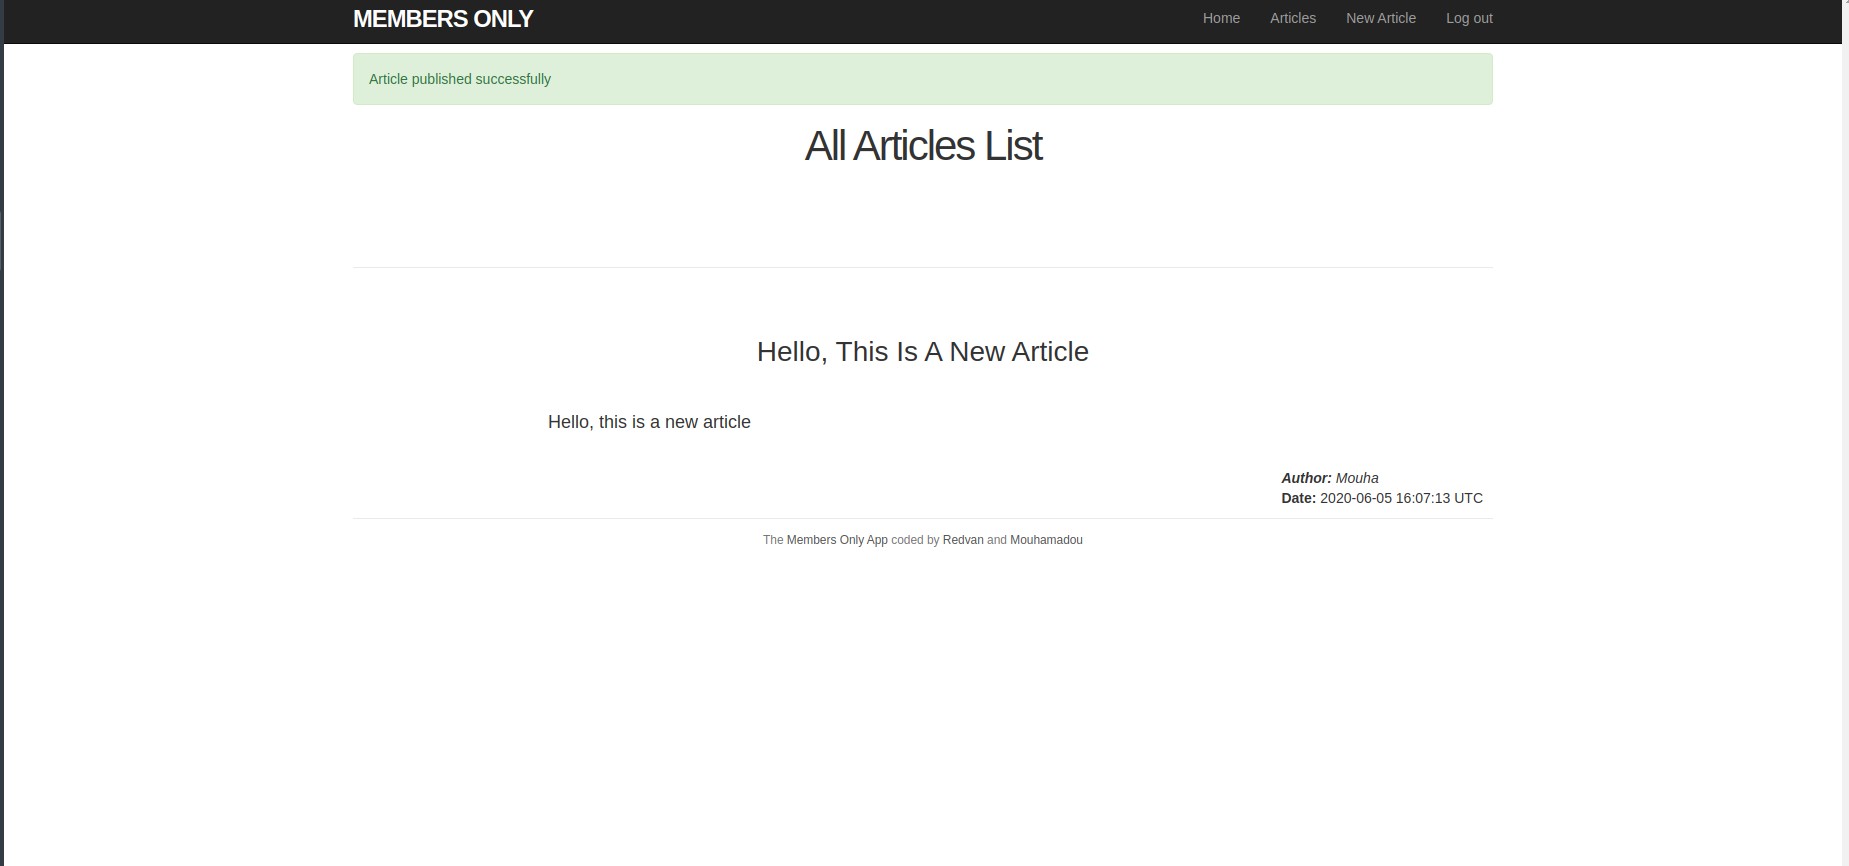 MEMBERS ONLY
Home Articles New Article Log out
Article published successfully
All Articles List
Hello, This Is A New Article
Hello, this is a new article
Author: Mouha
Date: 2020-06-05 16:07:13 UTC
The Members Only App coded by Redvan and Mouhamadou